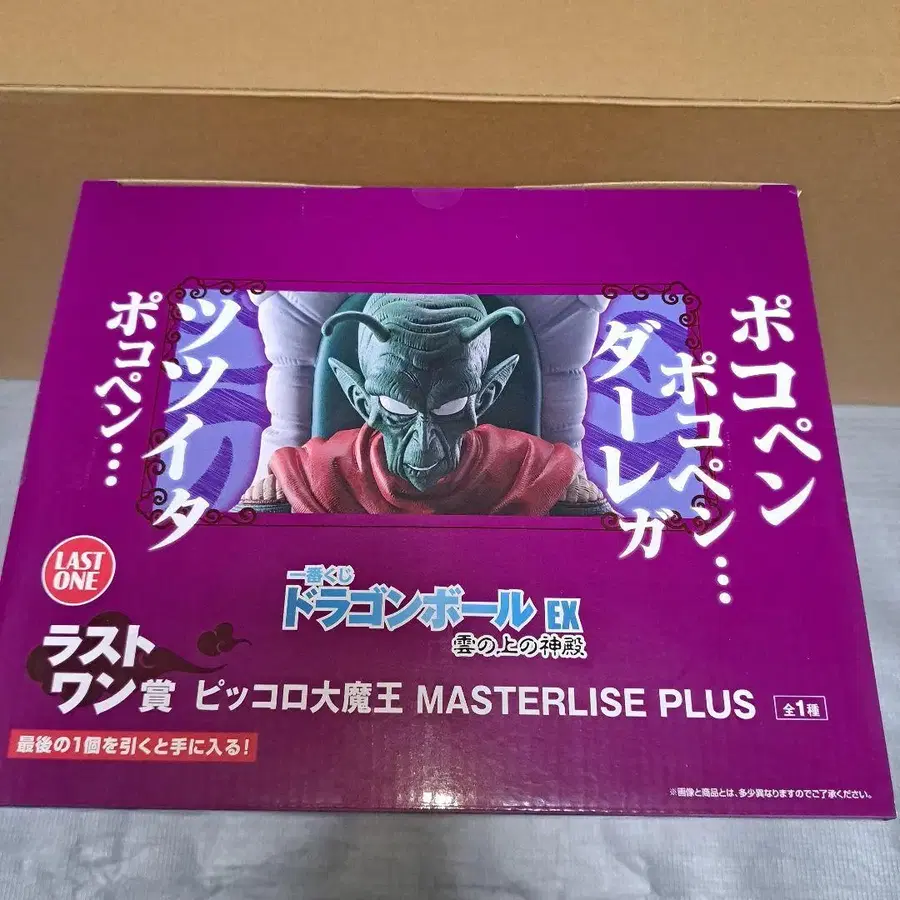 ポコペン
ポコペン…
ダーレガ
ツツイタ
ポコペン…
LAST
ONE
一番くじ
ドラゴンボール EX
雲の上の神殿
ラスト
ワン賞 ピッコロ大魔王 MASTERLISE PLUS 全1種
最後の1個を引くと手に入る!
※画像と商品とは、多少異なりますのでご了承ください。